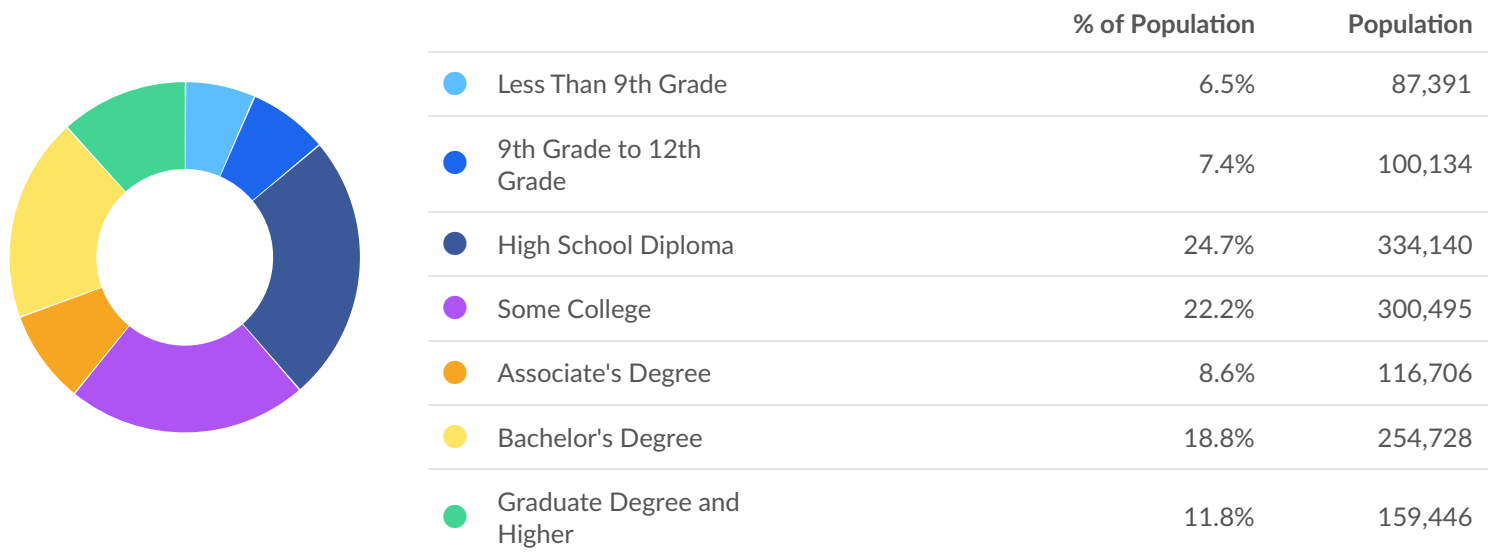 % of Population Population
Less Than 9th Grade 6.5% 87,391
9th Grade to 12th
Grade 7.4% 100,134
High School Diploma 24.7% 334,140
Some College 22.2% 300,495
Associate's Degree 8.6% 116,706
Bachelor's Degree 18.8% 254,728
Graduate Degree and
Higher 11.8% 159,446